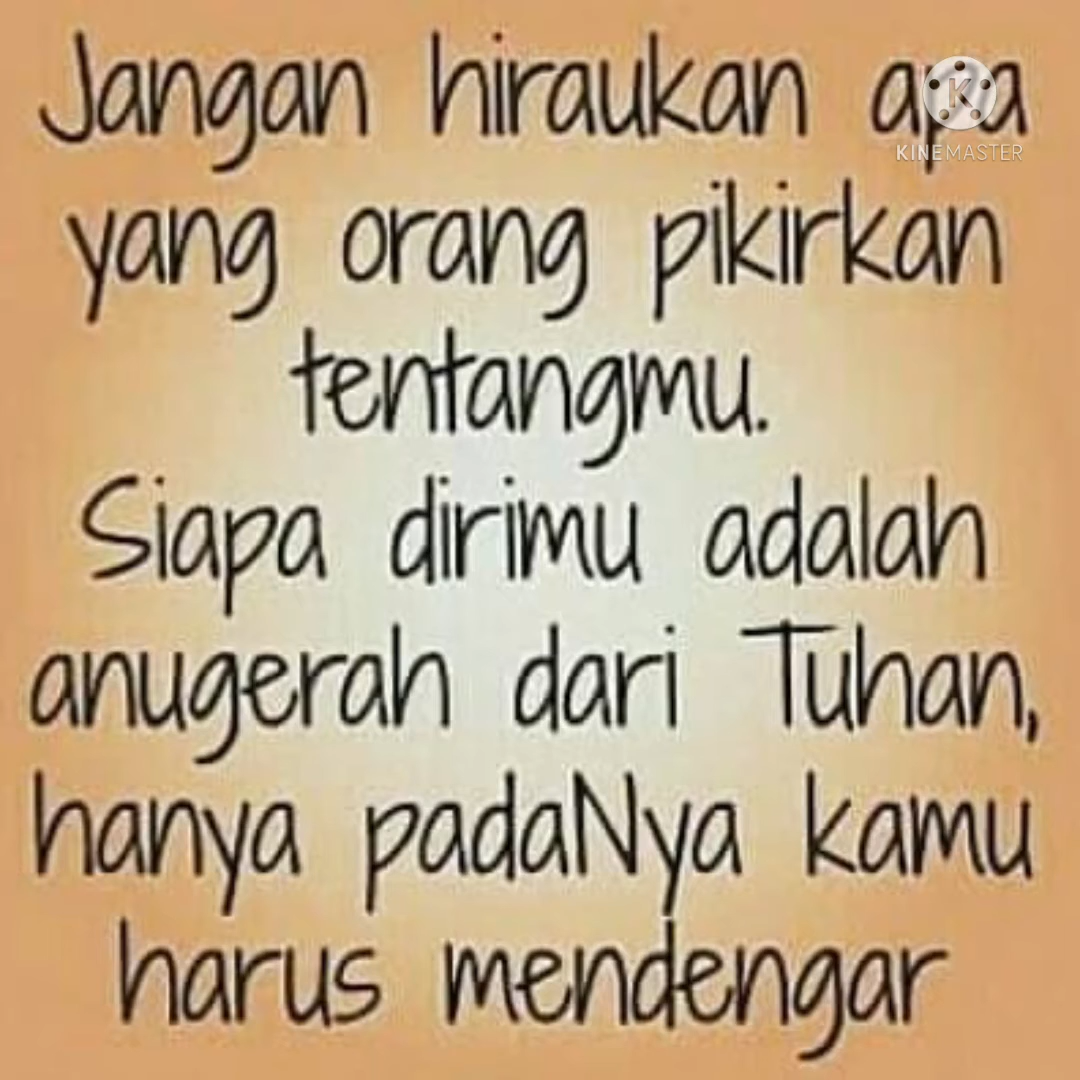 Jangan hiraukan apa
yang orang pikirkan
tentangmu.
Siapa dirimu adalah
anugerah dari Tuhan,
hanya padaNya kamu
harus mendengar
K
KINEMASTER